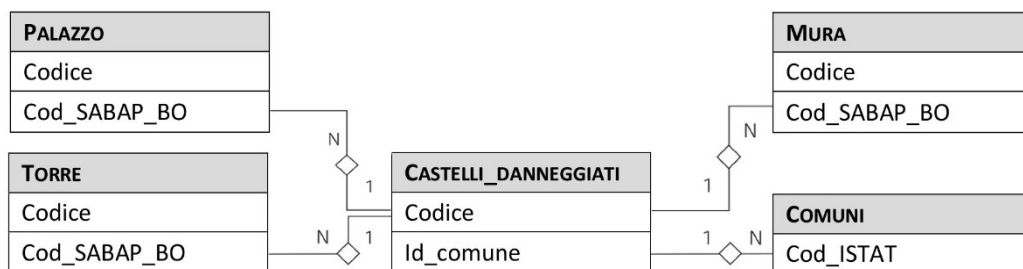 PALAZZO
Codice
Cod_SABAP_BO
N
1
TORRE
Codice
Cod_SABAP_BO
N
1
CASTELLI_DANNEGGIATI
Codice
Id_comune
MURA
Codice
Cod_SABAP_BO
N
1
COMUNI
Cod_ISTAT
1
N